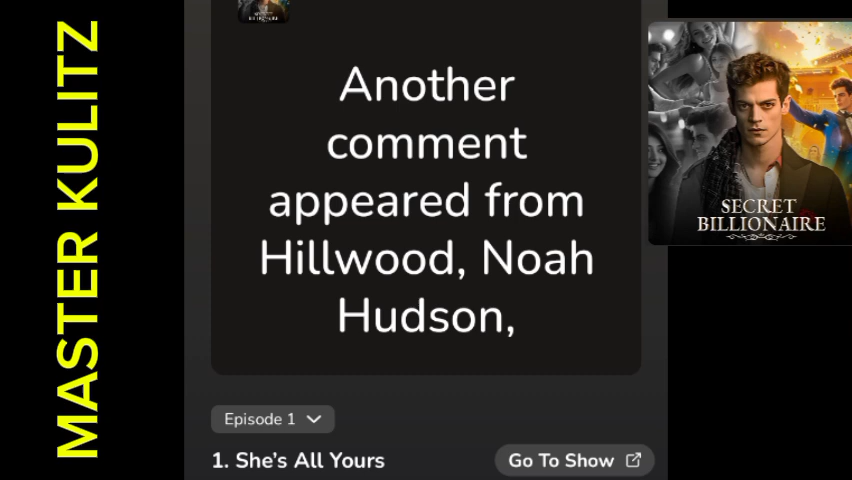 MASTER KULITZ
Another
comment
appeared from
Hillwood, Noah
Hudson,
Episode 1
1. She's All Yours
Go To Show
SECRET
BILLIONAIRE